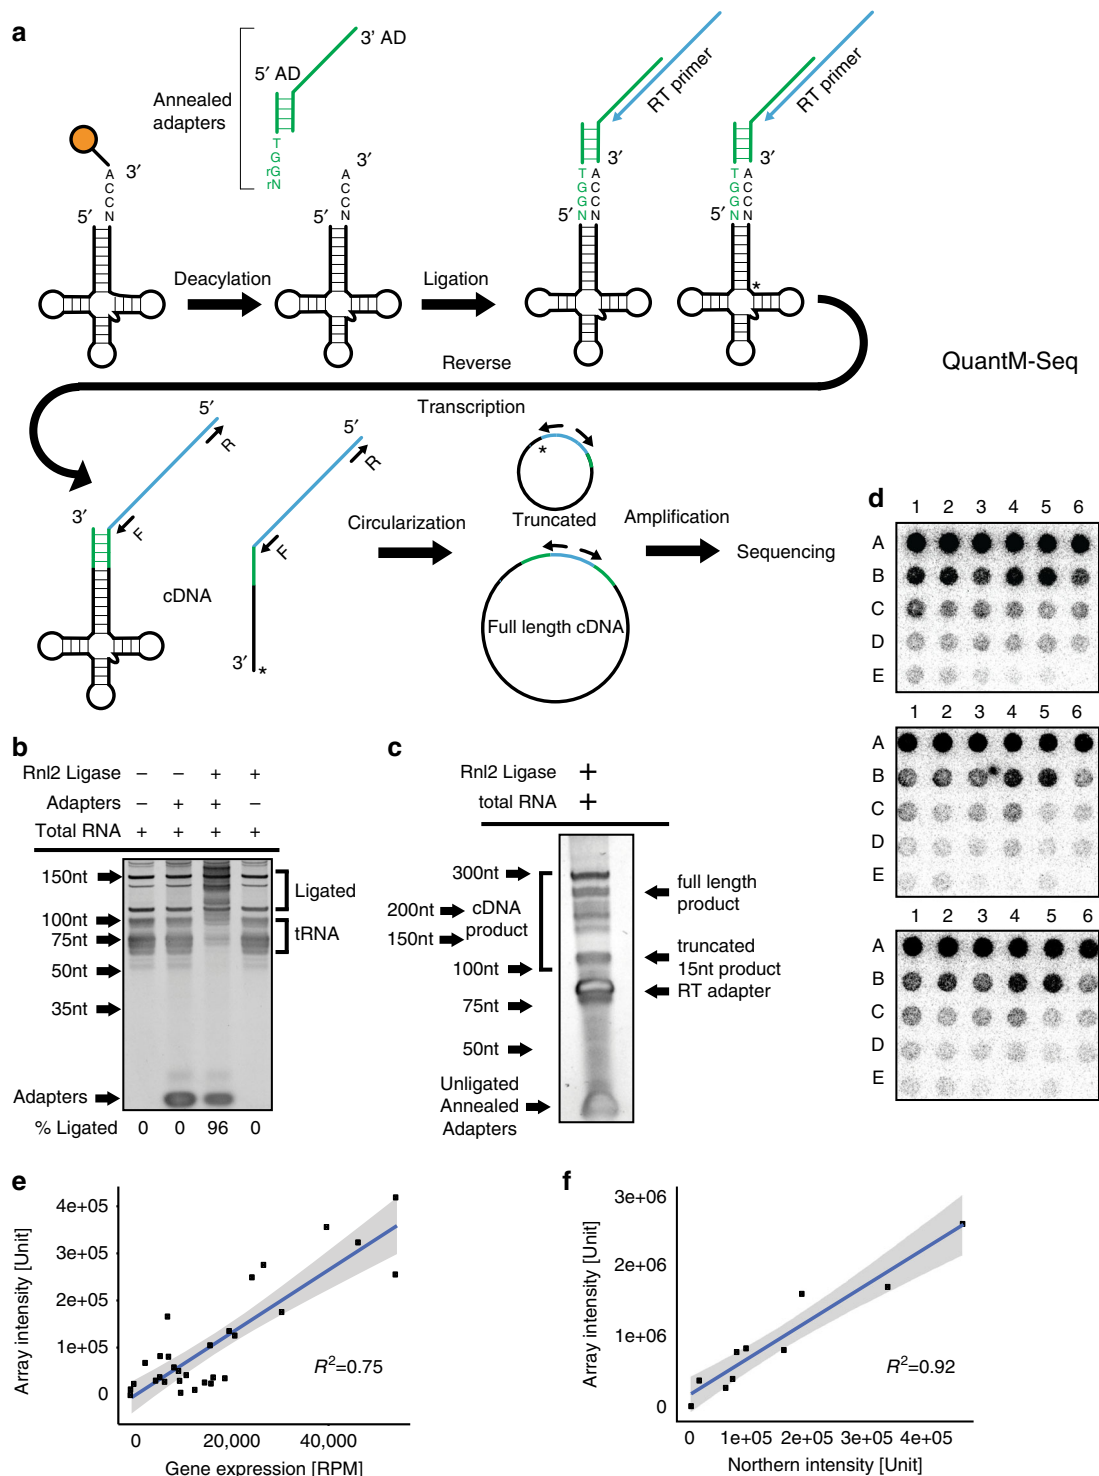 a
3′ AD
5′ AD
Annealed
adapters
T
G
rG
rN
3′
A
C
C
N
5′
3′
A
C
C
N
RT primer
3′
T A
G C
G C
5′ N N
RT primer
3′
T A
G C
G C
5′ N N
*
Deacylation
Ligation
Reverse
Transcription
QuantM-Seq
5′
R
3′
F
cDNA
5′
R
F
3′ *
Circularization
*
Truncated
Full length cDNA
Amplification
Sequencing
b
Rnl2 Ligase – – + +
Adapters – + + –
Total RNA + + + +
150nt
100nt
75nt
50nt
35nt
Adapters
Ligated
tRNA
% Ligated 0 0 96 0
c
Rnl2 Ligase +
total RNA +
300nt
200nt
150nt
100nt
75nt
50nt
Unligated
Annealed
Adapters
cDNA
product
full length
product
truncated
15nt product
RT adapter
d
1 2 3 4 5 6
A
B
C
D
E
1 2 3 4 5 6
A
B
C
D
E
1 2 3 4 5 6
A
B
C
D
E
e
Array intensity [Unit]
4e+05
3e+05
2e+05
1e+05
0
R²=0.75
0 20,000 40,000
Gene expression [RPM]
f
Array intensity [Unit]
3e+06
2e+06
1e+06
0
R²=0.92
0 1e+05 2e+05 3e+05 4e+05
Northern intensity [Unit]